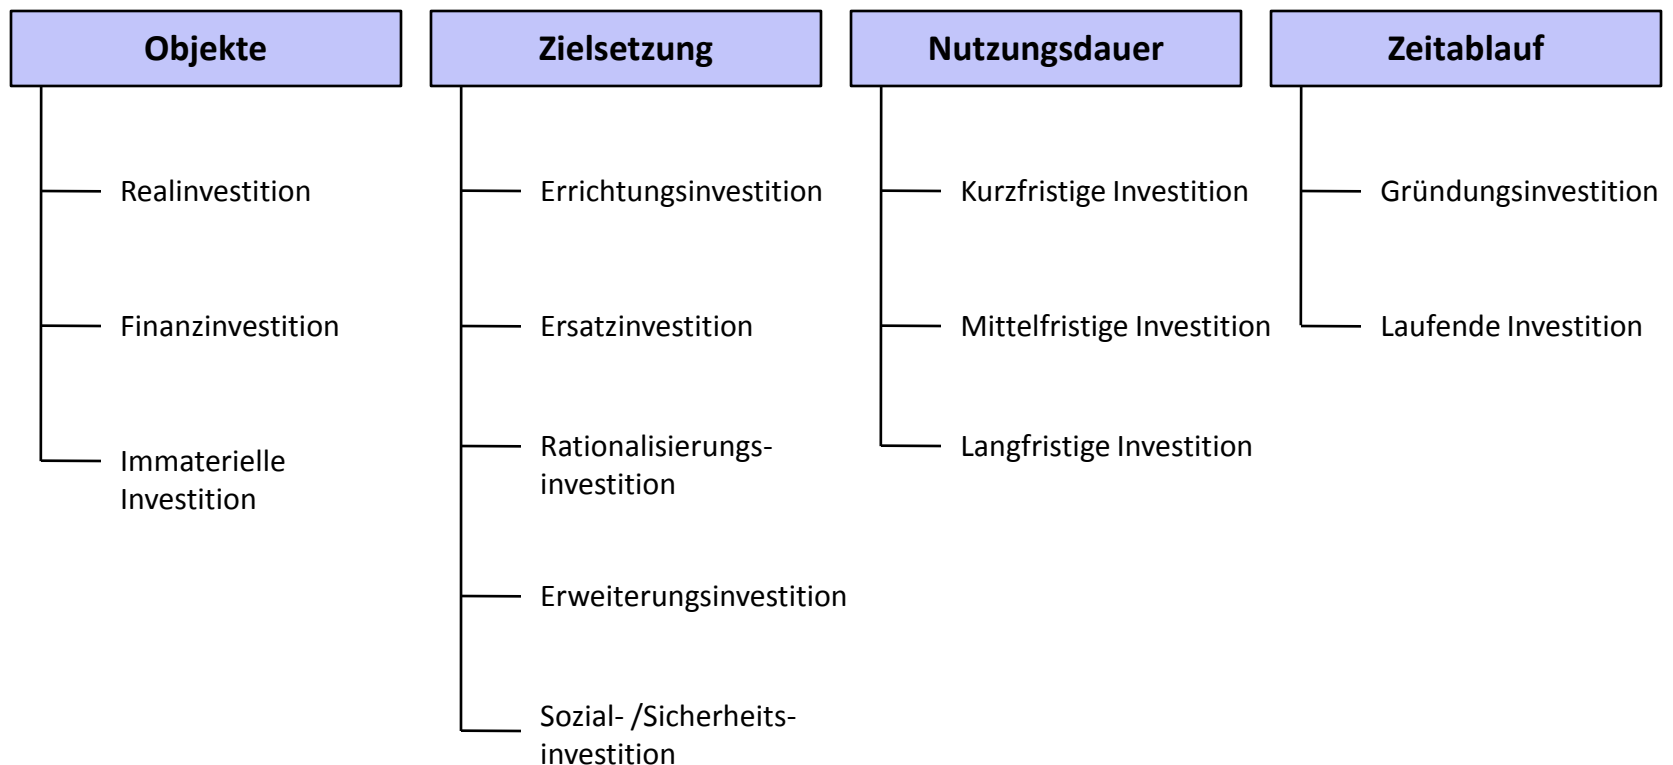 Objekte
Realinvestition
Finanzinvestition
Immaterielle
Investition
Zielsetzung
Errichtungsinvestition
Ersatzinvestition
Rationalisierungs-
investition
Erweiterungsinvestition
Sozial- /Sicherheits-
investition
Nutzungsdauer
Kurzfristige Investition
Mittelfristige Investition
Langfristige Investition
Zeitablauf
Gründungsinvestition
Laufende Investition